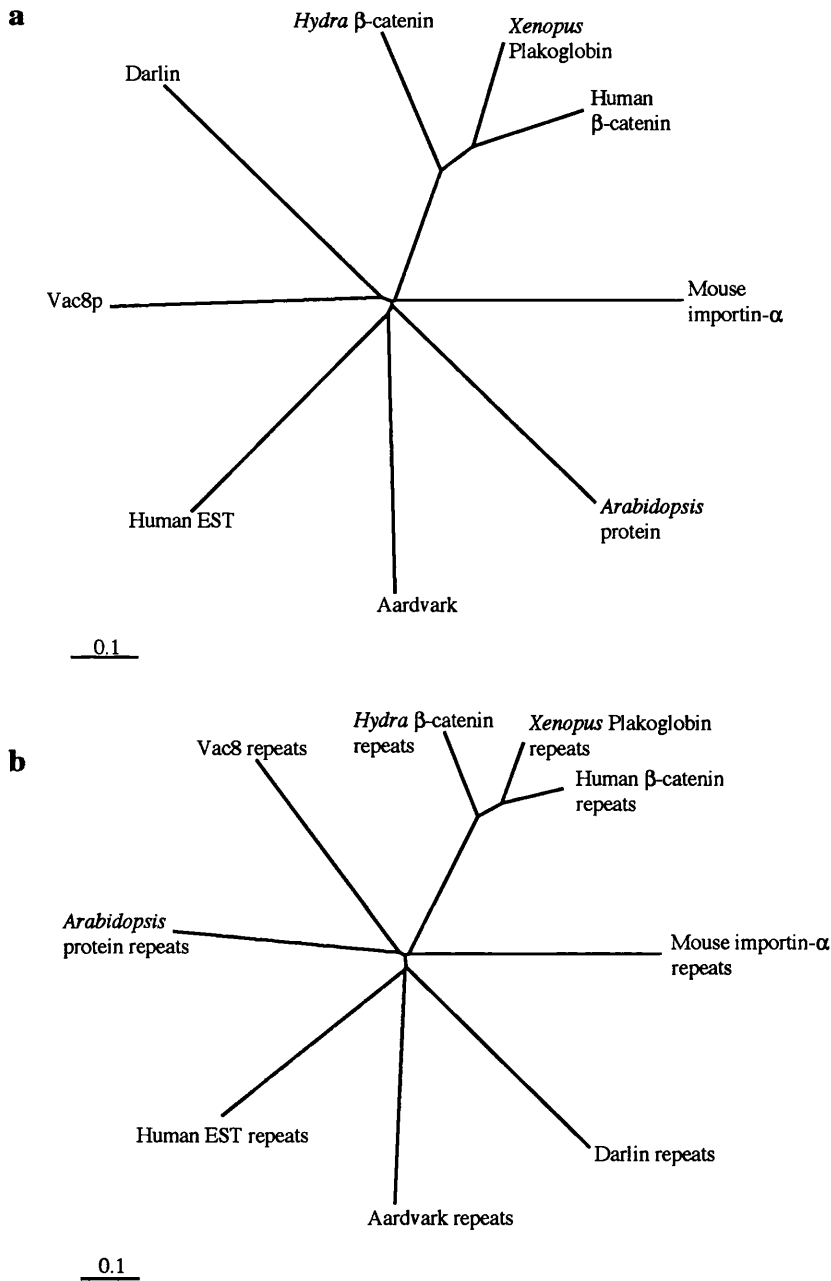 a
Hydra β-catenin
Xenopus
Plakoglobin
Darlin
Human
β-catenin
Vac8p
Mouse
importin-α
Human EST
Arabidopsis
protein
Aardvark
0.1
b
Vac8 repeats
Hydra β-catenin
repeats
Xenopus Plakoglobin
repeats
Human β-catenin
repeats
Arabidopsis
protein repeats
Mouse importin-α
repeats
Human EST repeats
Darlin repeats
Aardvark repeats
0.1